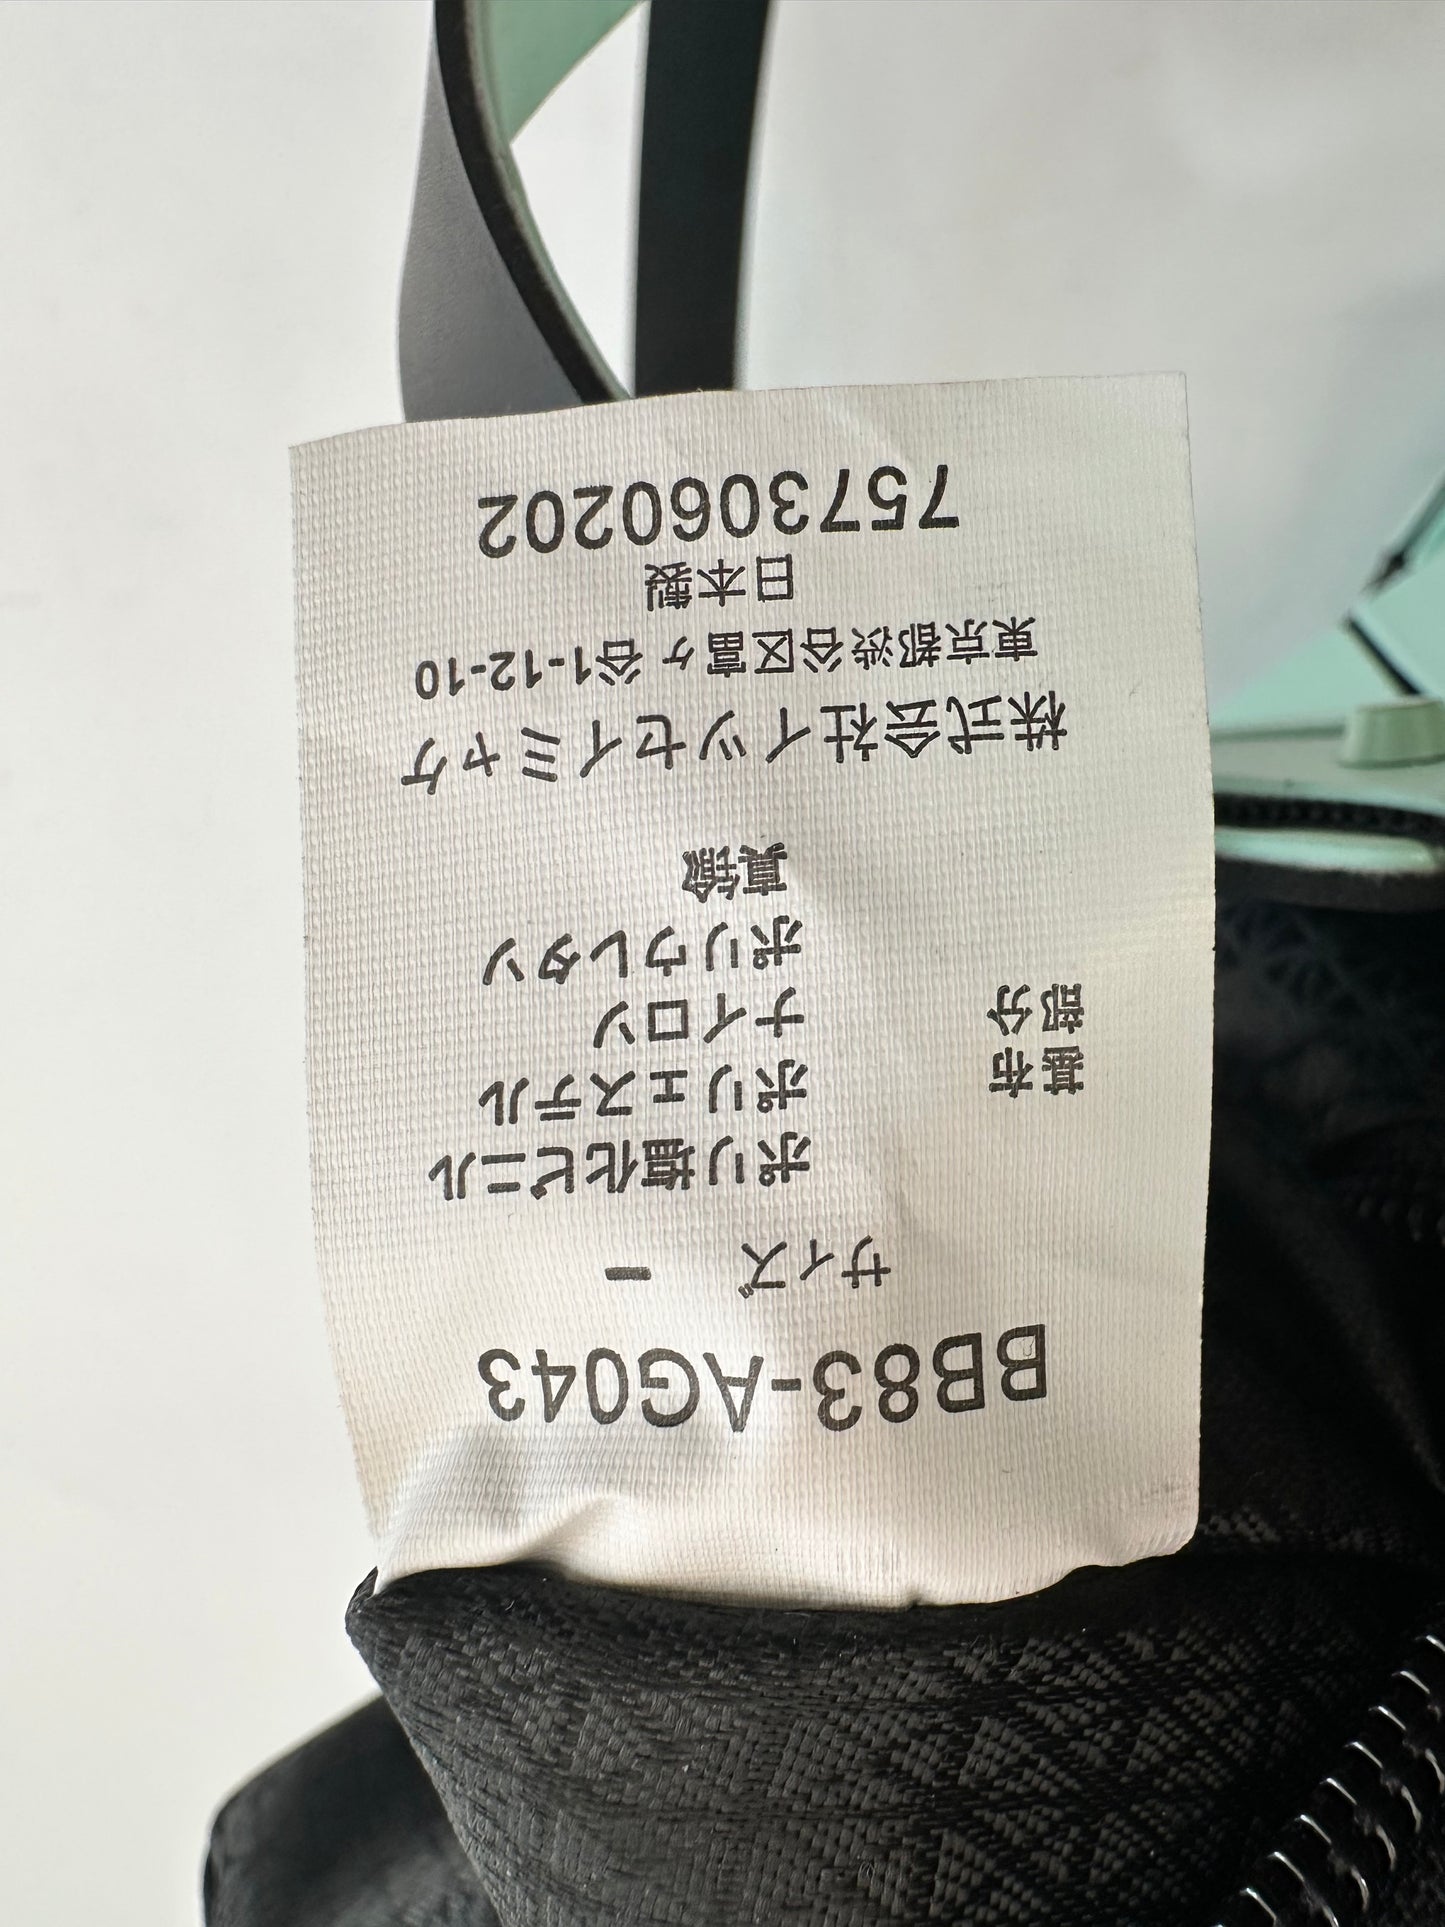 BB83-AG043
サイズ ー
ポリ塩化ビニル
基布 ポリエステル
部分 ナイロン
ポリウレタン
真鍮
株式会社イッセイミヤケ
東京都渋谷区富ヶ谷1-12-10
日本製
7573060202